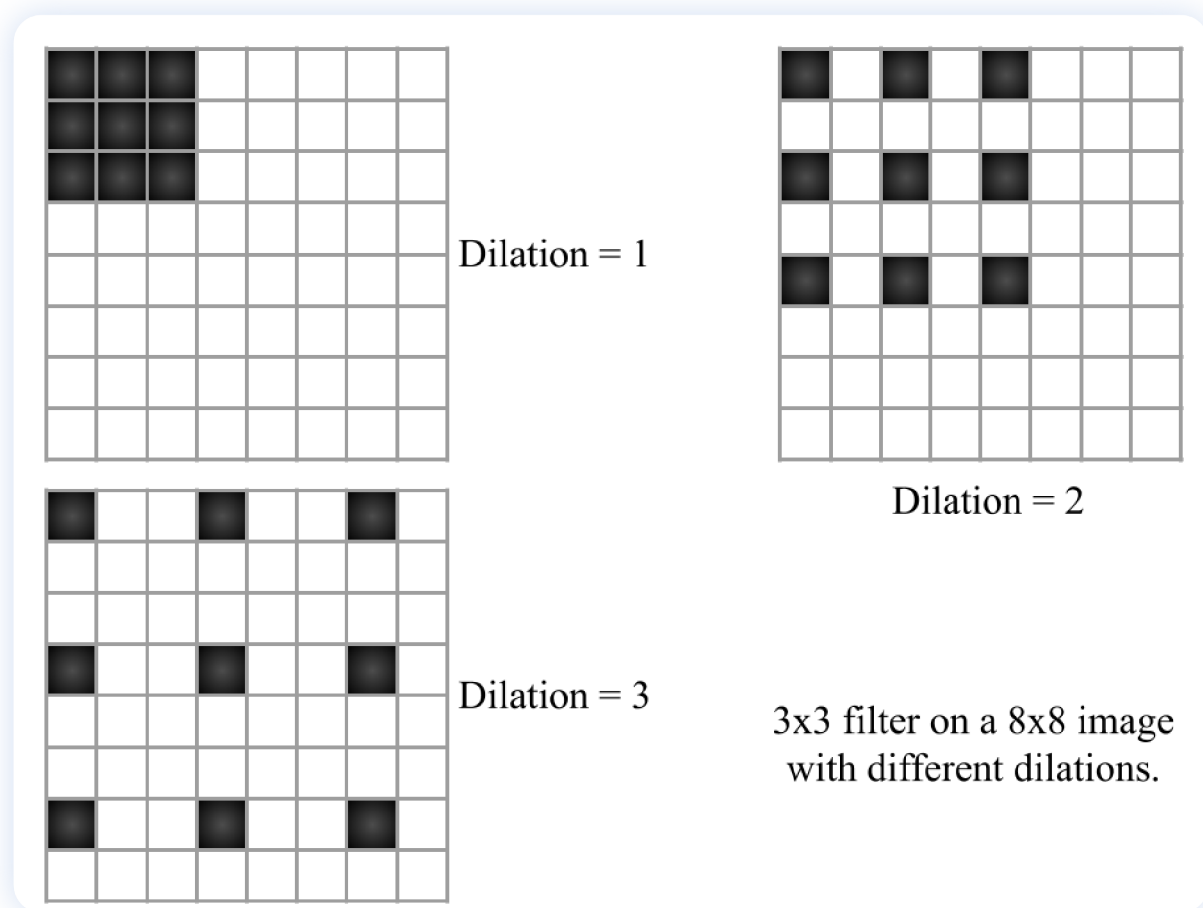 Dilation = 1
Dilation = 2
Dilation = 3
3x3 filter on a 8x8 image
with different dilations.